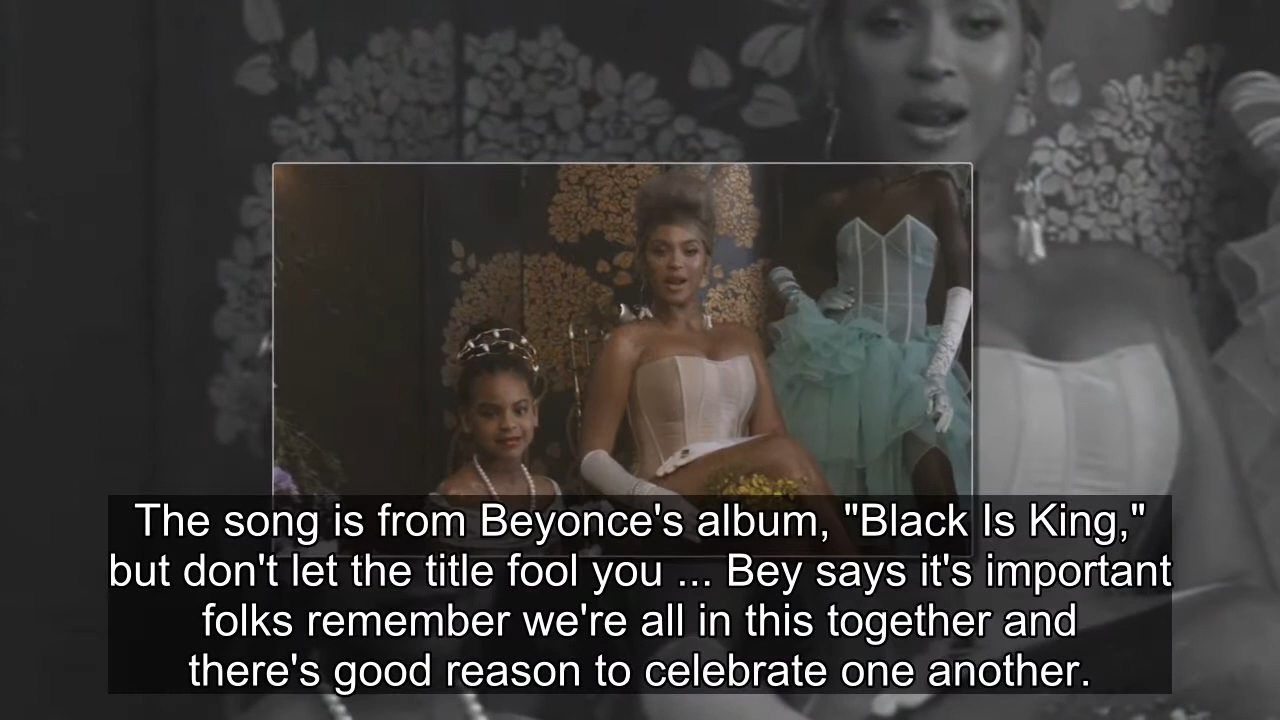 The song is from Beyonce's album, "Black Is King,"
but don't let the title fool you ... Bey says it's important
folks remember we're all in this together and
there's good reason to celebrate one another.